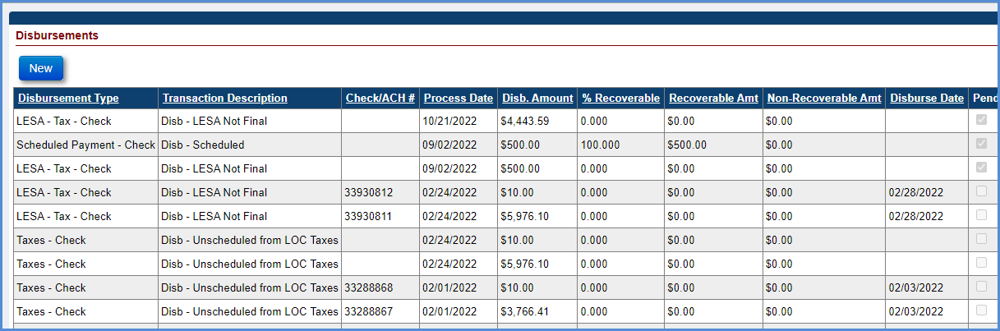 Disbursements
New
Disbursement Type Transaction Description Check/ACH # Process Date Disb. Amount % Recoverable Recoverable Amt Non-Recoverable Amt Disburse Date Pend
LESA - Tax - Check Disb - LESA Not Final 10/21/2022 $4,443.59 0.000 $0.00 $0.00
Scheduled Payment - Check Disb - Scheduled 09/02/2022 $500.00 100.000 $500.00 $0.00
LESA - Tax - Check Disb - LESA Not Final 09/02/2022 $500.00 0.000 $0.00 $0.00
LESA - Tax - Check Disb - LESA Not Final 33930812 02/24/2022 $10.00 0.000 $0.00 $0.00 02/28/2022
LESA - Tax - Check Disb - LESA Not Final 33930811 02/24/2022 $5,976.10 0.000 $0.00 $0.00 02/28/2022
Taxes - Check Disb - Unscheduled from LOC Taxes 02/24/2022 $10.00 0.000 $0.00 $0.00
Taxes - Check Disb - Unscheduled from LOC Taxes 02/24/2022 $5,976.10 0.000 $0.00 $0.00
Taxes - Check Disb - Unscheduled from LOC Taxes 33288868 02/01/2022 $10.00 0.000 $0.00 $0.00 02/03/2022
Taxes - Check Disb - Unscheduled from LOC Taxes 33288867 02/01/2022 $3,766.41 0.000 $0.00 $0.00 02/03/2022